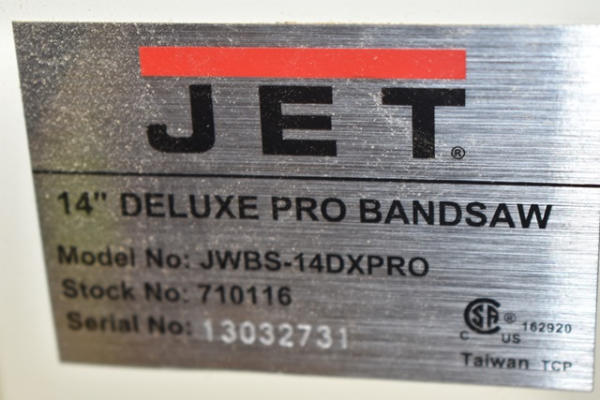 JET®
14" DELUXE PRO BANDSAW
Model No: JWBS-14DXPRO
Stock No: 710116
Serial No: 13032731
CSA® 162920
C US
Taiwan TCP